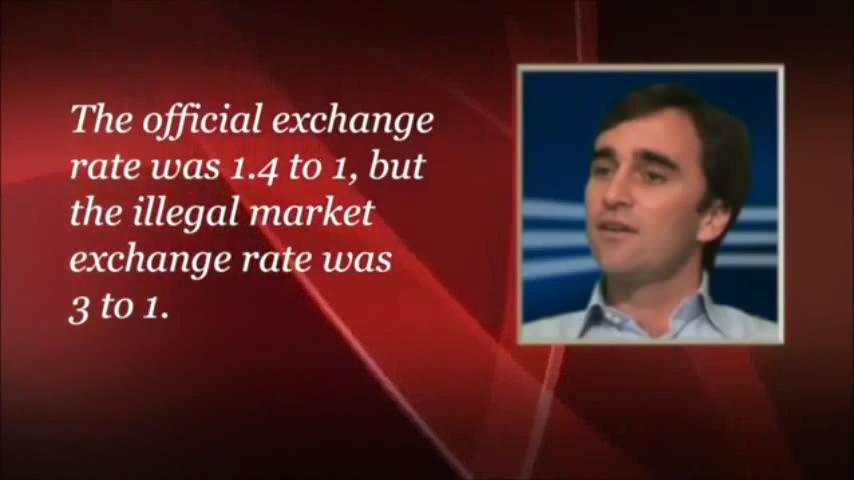 The official exchange
rate was 1.4 to 1, but
the illegal market
exchange rate was
3 to 1.